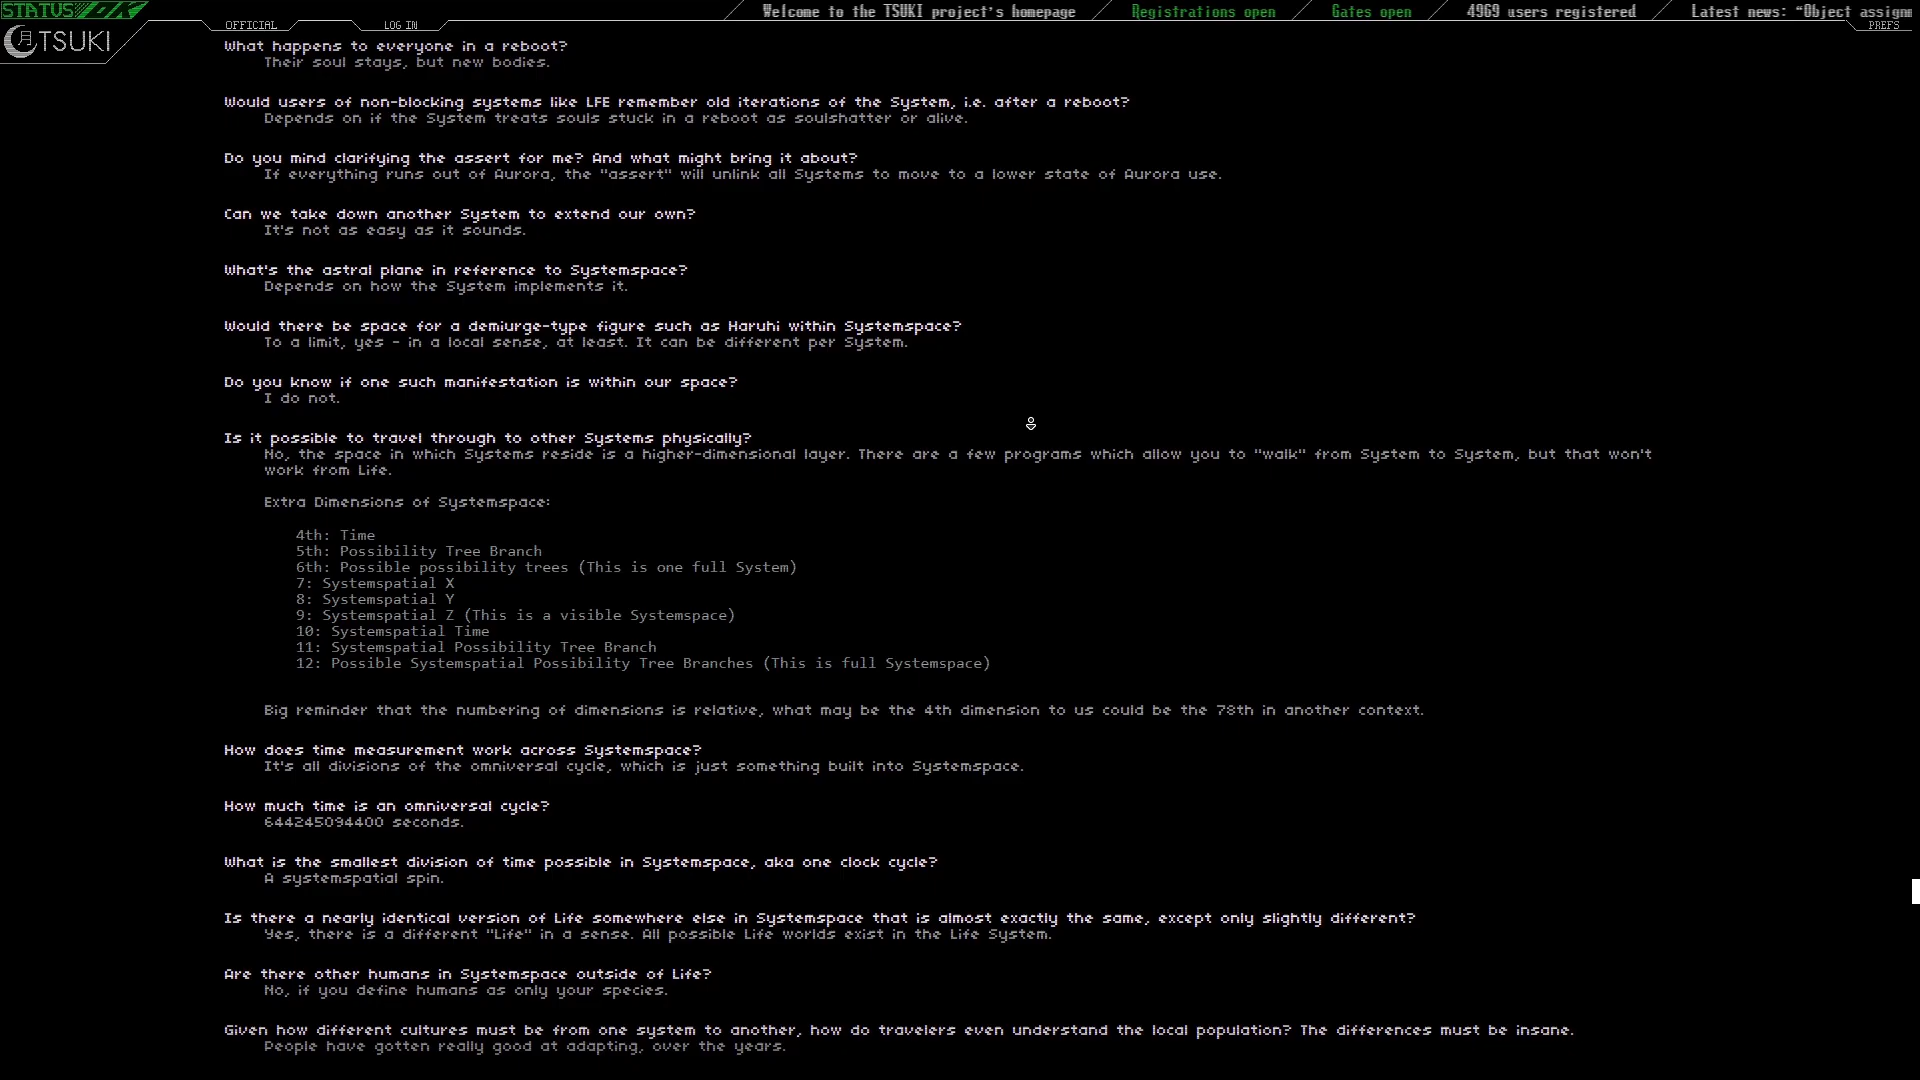 STATUS OK
Welcome to the TSUKI project's homepage
Registrations open
Gates open
4969 users registered
Latest news: "Object assignm
OFFICIAL
LOG IN
PREFS
月 TSUKI
What happens to everyone in a reboot?
Their soul stays, but new bodies.
Would users of non-blocking systems like LFE remember old iterations of the System, i.e. after a reboot?
Depends on if the System treats souls stuck in a reboot as soulshatter or alive.
Do you mind clarifying the assert for me? And what might bring it about?
If everything runs out of Aurora, the "assert" will unlink all Systems to move to a lower state of Aurora use.
Can we take down another System to extend our own?
It's not as easy as it sounds.
What's the astral plane in reference to Systemspace?
Depends on how the System implements it.
Would there be space for a demiurge-type figure such as Haruhi within Systemspace?
To a limit, yes - in a local sense, at least. It can be different per System.
Do you know if one such manifestation is within our space?
I do not.
Is it possible to travel through to other Systems physically?
No, the space in which Systems reside is a higher-dimensional layer. There are a few programs which allow you to "walk" from System to System, but that won't
work from Life.
Extra Dimensions of Systemspace:
4th: Time
5th: Possibility Tree Branch
6th: Possible possibility trees (This is one full System)
7: Systemspatial X
8: Systemspatial Y
9: Systemspatial Z (This is a visible Systemspace)
10: Systemspatial Time
11: Systemspatial Possibility Tree Branch
12: Possible Systemspatial Possibility Tree Branches (This is full Systemspace)
Big reminder that the numbering of dimensions is relative, what may be the 4th dimension to us could be the 78th in another context.
How does time measurement work across Systemspace?
It's all divisions of the omniversal cycle, which is just something built into Systemspace.
How much time is an omniversal cycle?
644245094400 seconds.
What is the smallest division of time possible in Systemspace, aka one clock cycle?
A systemspatial spin.
Is there a nearly identical version of Life somewhere else in Systemspace that is almost exactly the same, except only slightly different?
Yes, there is a different "Life" in a sense. All possible Life worlds exist in the Life System.
Are there other humans in Systemspace outside of Life?
No, if you define humans as only your species.
Given how different cultures must be from one system to another, how do travelers even understand the local population? The differences must be insane.
People have gotten really good at adapting, over the years.